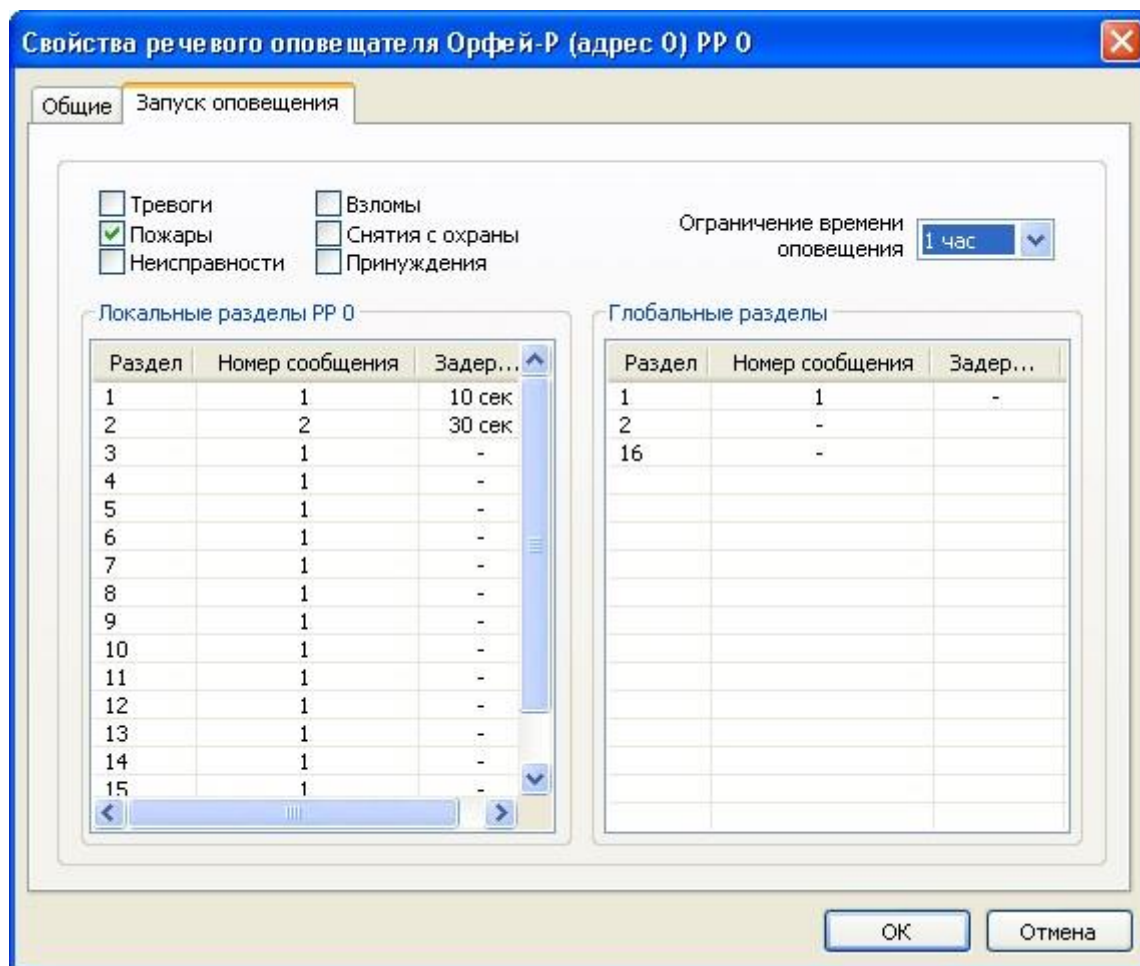 Свойства речевого оповещателя Орфей-Р (адрес 0) РР 0
Общие Запуск оповещения
Тревоги Взломы
Пожары Снятия с охраны
Неисправности Принуждения
Ограничение времени
оповещения 1 час
Локальные разделы РР 0
Раздел Номер сообщения Задер...
1 1 10 сек
2 2 30 сек
3 1 -
4 1 -
5 1 -
6 1 -
7 1 -
8 1 -
9 1 -
10 1 -
11 1 -
12 1 -
13 1 -
14 1 -
15 1 -
Глобальные разделы
Раздел Номер сообщения Задер...
1 1 -
2 -
16 -
ОК Отмена